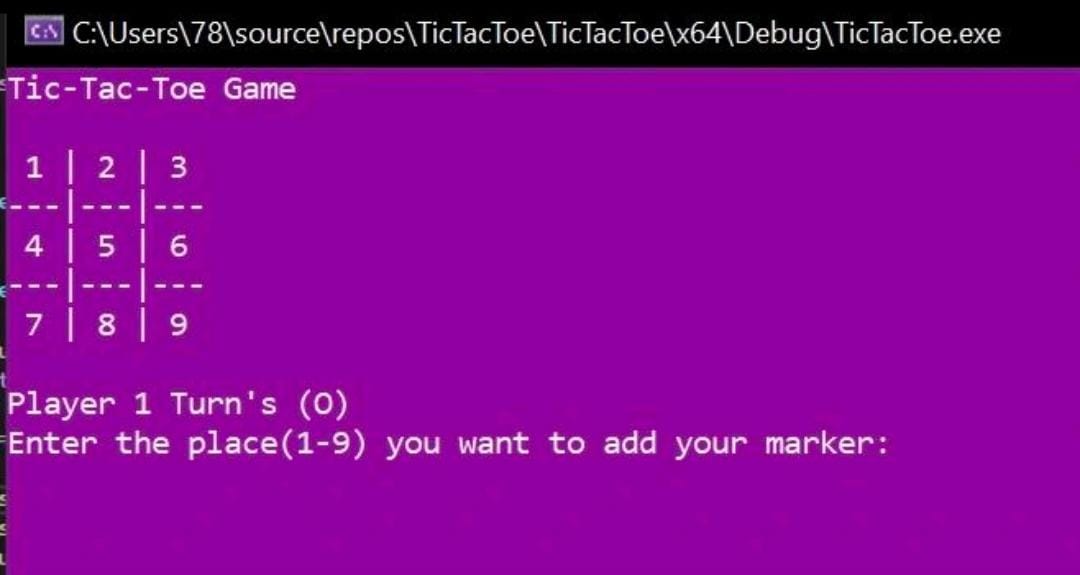 C:\Users\78\source\repos\TicTacToe\TicTacToe\x64\Debug\TicTacToe.exe
Tic-Tac-Toe Game
1 | 2 | 3
---|---|---
4 | 5 | 6
---|---|---
7 | 8 | 9
Player 1 Turn's (O)
Enter the place(1-9) you want to add your marker: